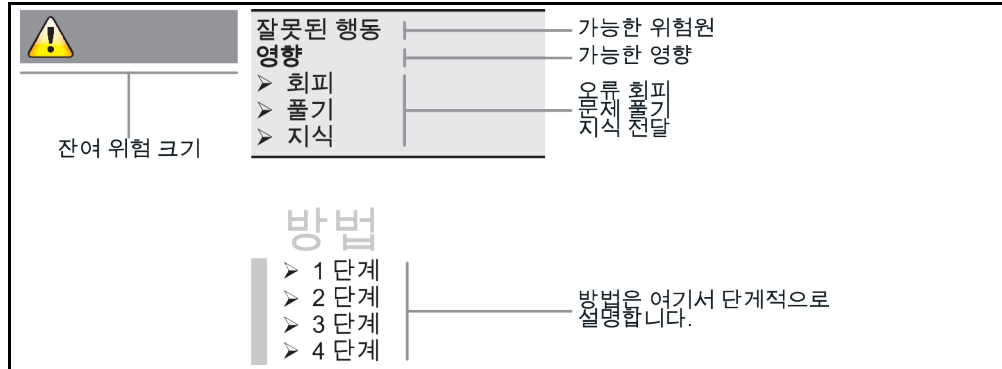 잘못된 행동
영향
➢ 회피
➢ 풀기
➢ 지식
가능한 위험원
가능한 영향
오류 회피
문제 풀기
지식 전달
잔여 위험 크기
방법
➢ 1 단계
➢ 2 단계
➢ 3 단계
➢ 4 단계
방법은 여기서 단게적으로
설명합니다.